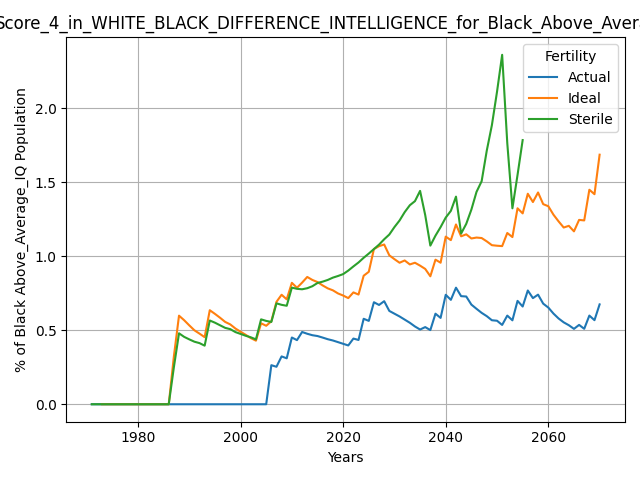 Score_4_in_WHITE_BLACK_DIFFERENCE_INTELLIGENCE_for_Black_Above_Avera
Fertility
Actual
Ideal
Sterile
% of Black Above_Average_IQ Population
2.0
1.5
1.0
0.5
0.0
1980
2000
2020
2040
2060
Years